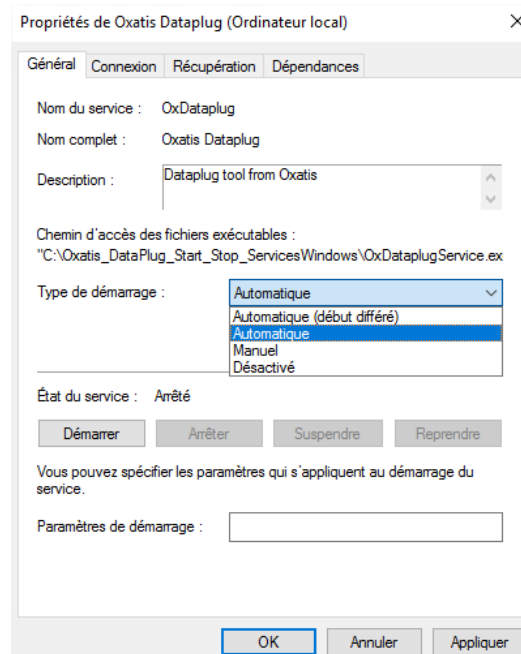 Propriétés de Oxatis Dataplug (Ordinateur local)
Général Connexion Récupération Dépendances
Nom du service : OxDataplug
Nom complet : Oxatis Dataplug
Description : Dataplug tool from Oxatis
Chemin d'accès des fichiers exécutables :
"C:\Oxatis_DataPlug_Start_Stop_ServicesWindows\OxDataplugService.ex
Type de démarrage : Automatique
Automatique (début différé)
Automatique
Manuel
Désactivé
État du service : Arrêté
Démarrer Arrêter Suspendre Reprendre
Vous pouvez spécifier les paramètres qui s'appliquent au démarrage du
service.
Paramètres de démarrage :
OK Annuler Appliquer